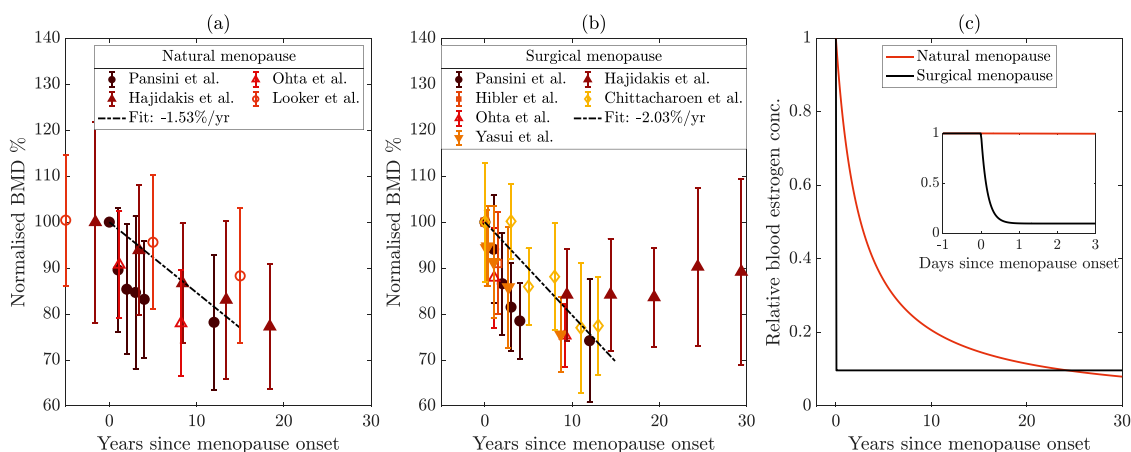 (a)
Normalised BMD %
140
130
120
110
100
90
80
70
60
Natural menopause
Pansini et al.
Hajidakis et al.
Ohta et al.
Looker et al.
Fit: -1.53%/yr
0
10
20
30
Years since menopause onset
(b)
Normalised BMD %
140
130
120
110
100
90
80
70
60
Surgical menopause
Pansini et al.
Hibler et al.
Ohta et al.
Yasui et al.
Hajidakis et al.
Chittacharoen et al.
Fit: -2.03%/yr
0
10
20
30
Years since menopause onset
(c)
Relative blood estrogen conc.
1
0.8
0.6
0.4
0.2
0
Natural menopause
Surgical menopause
1
0.5
0
-1
0
1
2
3
Days since menopause onset
0
10
20
30
Years since menopause onset